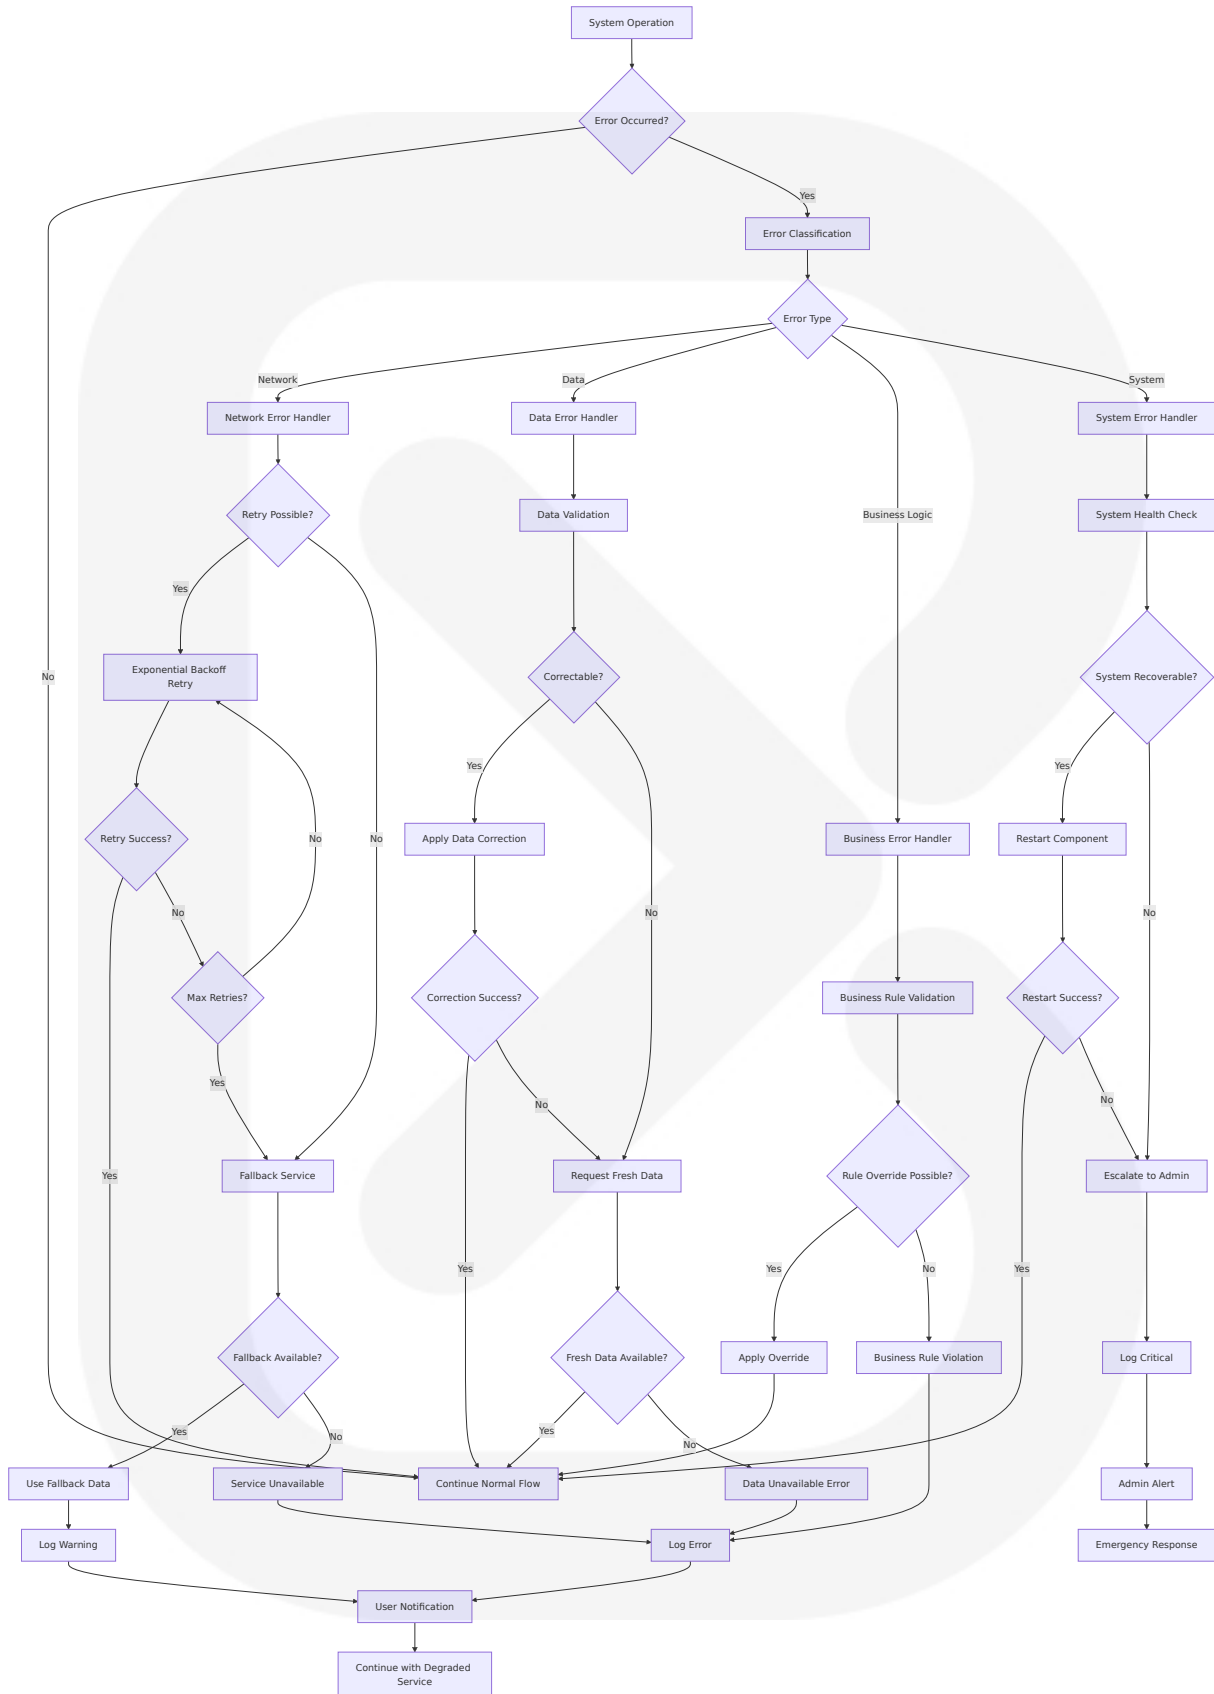 System Operation
Error Occurred?
Yes
Error Classification
Error Type
Network
Data
System
Network Error Handler
Data Error Handler
System Error Handler
Retry Possible?
Data Validation
Business Logic
System Health Check
Yes
No
Exponential Backoff
Retry
Correctable?
System Recoverable?
Yes
Yes
Retry Success?
No
No
Apply Data Correction
Business Error Handler
Restart Component
No
No
No
Max Retries?
Correction Success?
Business Rule Validation
Restart Success?
Yes
No
No
Yes
Fallback Service
Request Fresh Data
Rule Override Possible?
Escalate to Admin
Yes
Yes
No
Yes
Fallback Available?
Fresh Data Available?
Apply Override
Business Rule Violation
Log Critical
Yes
No
Yes
No
Use Fallback Data
Service Unavailable
Continue Normal Flow
Data Unavailable Error
Admin Alert
Log Warning
Log Error
Emergency Response
User Notification
Continue with Degraded
Service